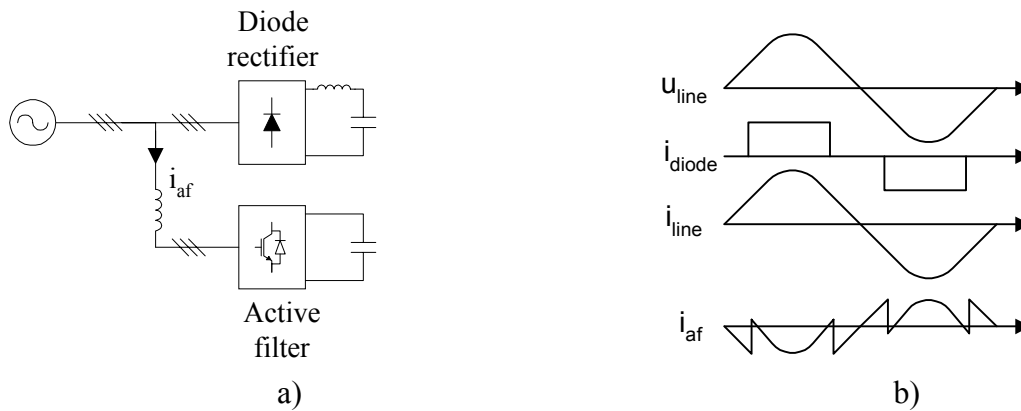 Diode
rectifier
i_af
Active
filter
a)
u_line
i_diode
i_line
i_af
b)